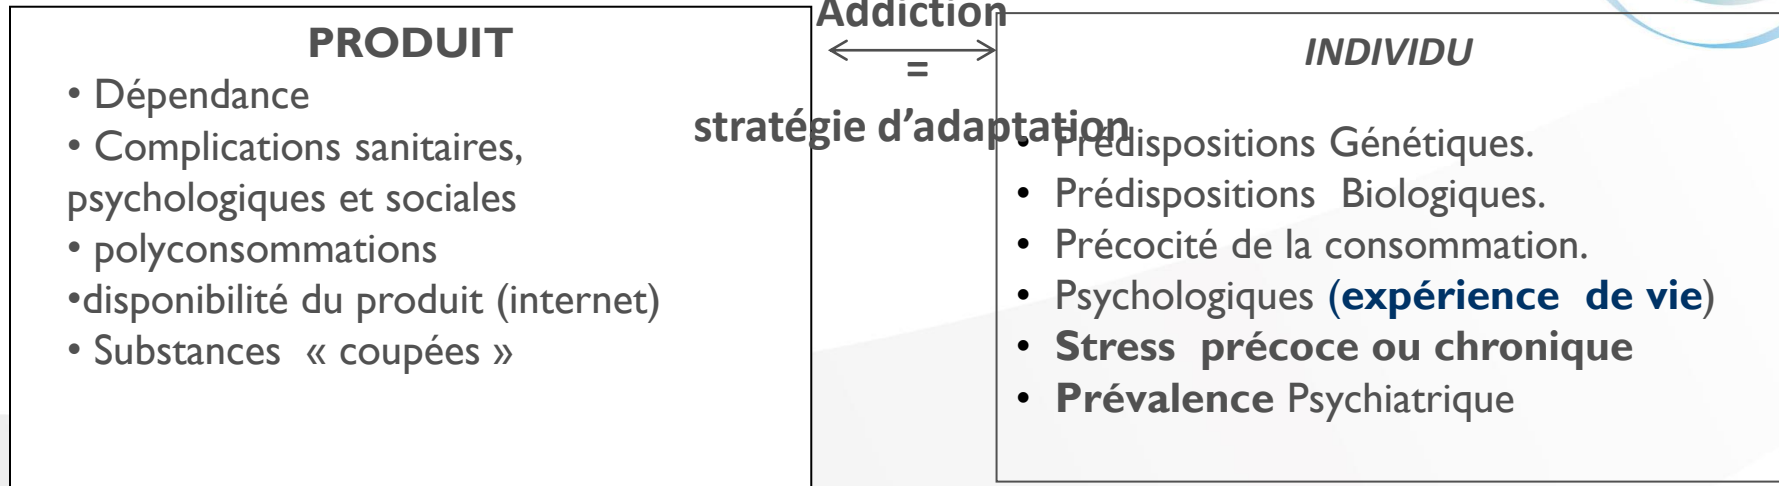 PRODUIT
• Dépendance
• Complications sanitaires,
psychologiques et sociales
• polyconsommations
•disponibilité du produit (internet)
• Substances « coupées »
Addiction
=
stratégie d’adaptation
INDIVIDU
• Prédispositions Génétiques.
• Prédispositions Biologiques.
• Précocité de la consommation.
• Psychologiques (expérience de vie)
• Stress précoce ou chronique
• Prévalence Psychiatrique